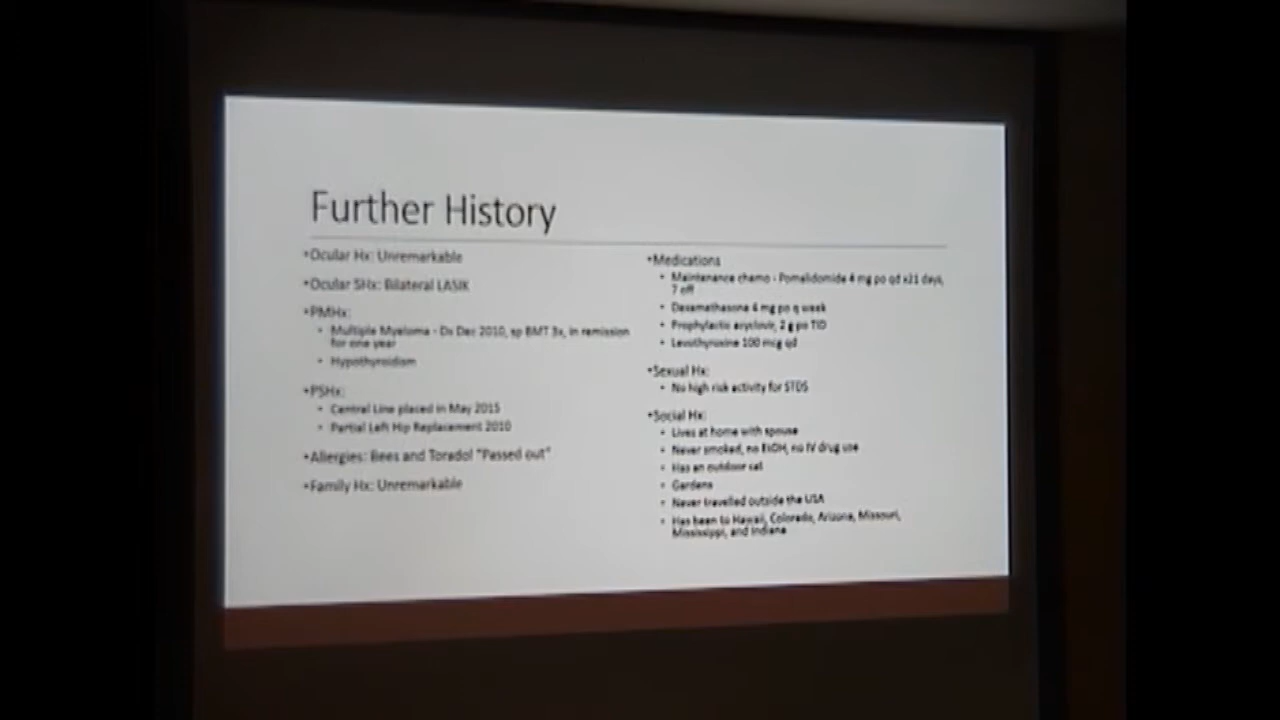 Further History
•Ocular Hx: Unremarkable
•Ocular SHx: Bilateral LASIK
•PMHx:
• Multiple Myeloma - Dx Dec 2010, sp BMT 3x, in remission
for one year
• Hypothyroidism
•PSHx:
• Central Line placed in May 2015
• Partial Left Hip Replacement 2010
•Allergies: Bees and Toradol "Passed out"
•Family Hx: Unremarkable
•Medications
• Maintenance chemo - Pomalidomide 4 mg po qd x21 days,
7 off
• Dexamethasone 4 mg po q week
• Prophylactic acyclovir, 2 g po TID
• Levothyroxine 100 mcg qd
•Sexual Hx:
• No high risk activity for STDS
•Social Hx:
• Lives at home with spouse
• Never smoked, no EtOH, no IV drug use
• Has an outdoor cat
• Gardens
• Never travelled outside the USA
• Has been to Hawaii, Colorado, Arizona, Missouri,
Mississippi, and Indiana